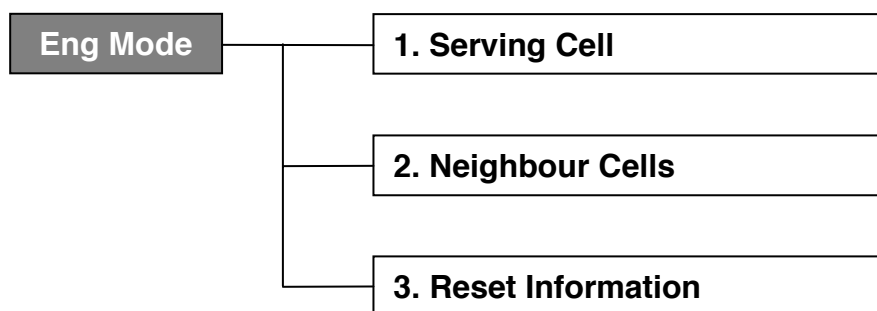 Eng Mode
1. Serving Cell
2. Neighbour Cells
3. Reset Information